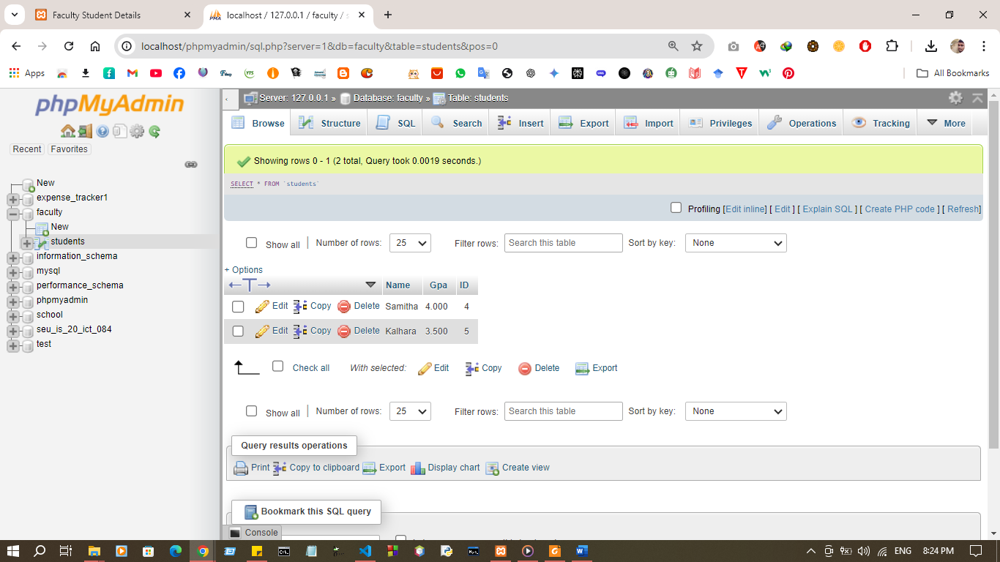 Faculty Student Details
localhost / 127.0.0.1 / faculty / s
localhost/phpmyadmin/sql.php?server=1&db=faculty&table=students&pos=0
Apps
All Bookmarks
phpMyAdmin
Recent Favorites
New
expense_tracker1
faculty
New
students
information_schema
mysql
performance_schema
phpmyadmin
school
seu_is_20_ict_084
test
Server: 127.0.0.1 » Database: faculty » Table: students
Browse Structure SQL Search Insert Export Import Privileges Operations Tracking More
Showing rows 0 - 1 (2 total, Query took 0.0019 seconds.)
SELECT * FROM `students`
Profiling [Edit inline] [ Edit ] [ Explain SQL ] [ Create PHP code ] [ Refresh]
Show all Number of rows: 25 Filter rows: Search this table Sort by key: None
+ Options
Name Gpa ID
Edit Copy Delete Samitha 4.000 4
Edit Copy Delete Kalhara 3.500 5
Check all With selected: Edit Copy Delete Export
Show all Number of rows: 25 Filter rows: Search this table Sort by key: None
Query results operations
Print Copy to clipboard Export Display chart Create view
Bookmark this SQL query
Console
ENG 8:24 PM